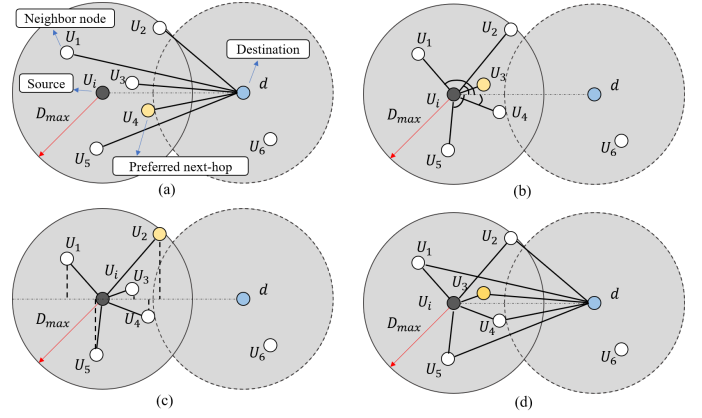 Neighbor node
U₂
U₁
Destination
Source
Uᵢ
U₃
d
Dₘₐₓ
U₄
U₅
U₆
Preferred next-hop
(a)
U₂
U₁
U₃
Uᵢ
d
Dₘₐₓ
U₄
U₅
U₆
(b)
U₂
U₁
Uᵢ
U₃
d
Dₘₐₓ
U₄
U₅
U₆
(c)
U₂
U₁
U₃
Uᵢ
d
Dₘₐₓ
U₄
U₅
U₆
(d)